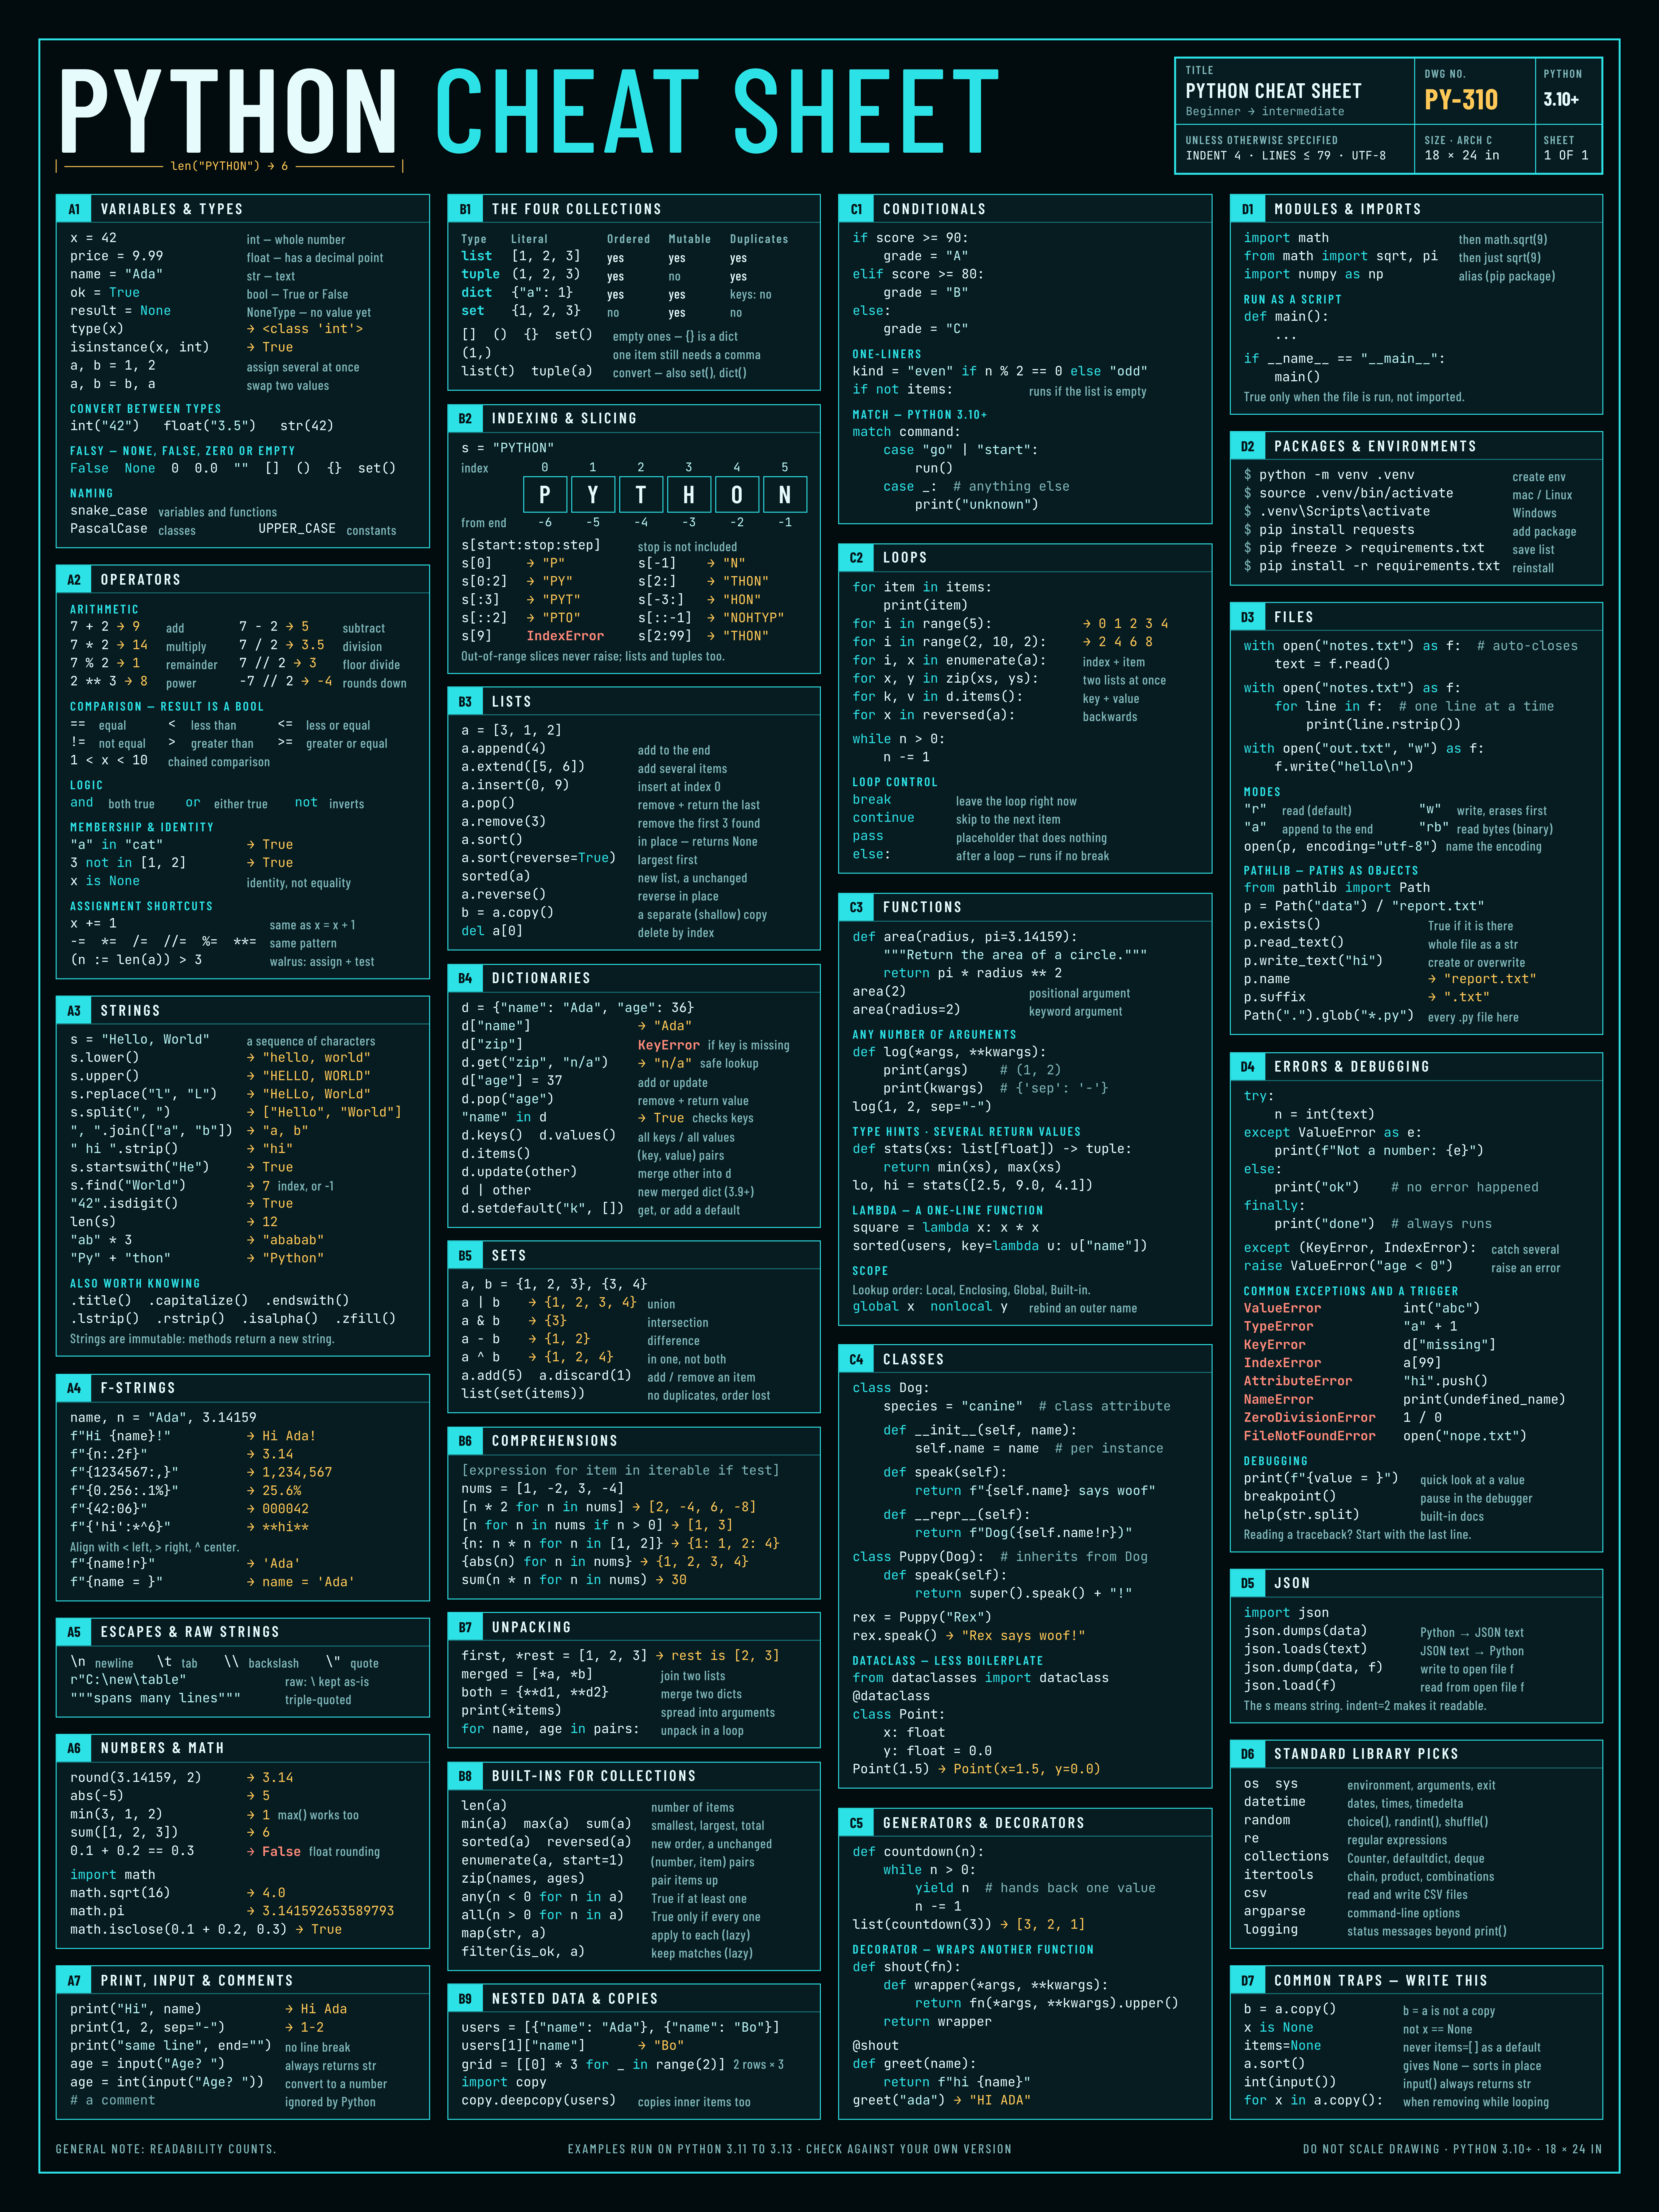 PYTHON CHEAT SHEET
len("PYTHON") → 6
TITLE
PYTHON CHEAT SHEET
Beginner → intermediate
DWG NO.
PY-310
PYTHON
3.10+
UNLESS OTHERWISE SPECIFIED
INDENT 4 · LINES ≤ 79 · UTF-8
SIZE · ARCH C
18 × 24 in
SHEET
1 OF 1
A1 VARIABLES & TYPES
x = 42 int — whole number
price = 9.99 float — has a decimal point
name = "Ada" str — text
ok = True bool — True or False
result = None NoneType — no value yet
type(x) → <class 'int'>
isinstance(x, int) → True
a, b = 1, 2 assign several at once
a, b = b, a swap two values
CONVERT BETWEEN TYPES
int("42") float("3.5") str(42)
FALSY — NONE, FALSE, ZERO OR EMPTY
False None 0 0.0 "" [] () {} set()
NAMING
snake_case variables and functions
PascalCase classes UPPER_CASE constants
A2 OPERATORS
ARITHMETIC
7 + 2 → 9 add 7 - 2 → 5 subtract
7 * 2 → 14 multiply 7 / 2 → 3.5 division
7 % 2 → 1 remainder 7 // 2 → 3 floor divide
2 ** 3 → 8 power -7 // 2 → -4 rounds down
COMPARISON — RESULT IS A BOOL
== equal < less than <= less or equal
!= not equal > greater than >= greater or equal
1 < x < 10 chained comparison
LOGIC
and both true or either true not inverts
MEMBERSHIP & IDENTITY
"a" in "cat" → True
3 not in [1, 2] → True
x is None identity, not equality
ASSIGNMENT SHORTCUTS
x += 1 same as x = x + 1
-= *= /= //= %= **= same pattern
(n := len(a)) > 3 walrus: assign + test
A3 STRINGS
s = "Hello, World" a sequence of characters
s.lower() → "hello, world"
s.upper() → "HELLO, WORLD"
s.replace("l", "L") → "HeLLo, WorLd"
s.split(", ") → ["Hello", "World"]
", ".join(["a", "b"]) → "a, b"
" hi ".strip() → "hi"
s.startswith("He") → True
s.find("World") → 7 index, or -1
"42".isdigit() → True
len(s) → 12
"ab" * 3 → "ababab"
"Py" + "thon" → "Python"
ALSO WORTH KNOWING
.title() .capitalize() .endswith()
.lstrip() .rstrip() .isalpha() .zfill()
Strings are immutable: methods return a new string.
A4 F-STRINGS
name, n = "Ada", 3.14159
f"Hi {name}!" → Hi Ada!
f"{n:.2f}" → 3.14
f"{1234567:,}" → 1,234,567
f"{0.256:.1%}" → 25.6%
f"{42:06}" → 000042
f"{'hi':*^6}" → **hi**
Align with < left, > right, ^ center.
f"{name!r}" → 'Ada'
f"{name = }" → name = 'Ada'
A5 ESCAPES & RAW STRINGS
\n newline \t tab \\ backslash \" quote
r"C:\new\table" raw: \ kept as-is
"""spans many lines""" triple-quoted
A6 NUMBERS & MATH
round(3.14159, 2) → 3.14
abs(-5) → 5
min(3, 1, 2) → 1 max() works too
sum([1, 2, 3]) → 6
0.1 + 0.2 == 0.3 → False float rounding
import math
math.sqrt(16) → 4.0
math.pi → 3.141592653589793
math.isclose(0.1 + 0.2, 0.3) → True
A7 PRINT, INPUT & COMMENTS
print("Hi", name) → Hi Ada
print(1, 2, sep="-") → 1-2
print("same line", end="") no line break
age = input("Age? ") always returns str
age = int(input("Age? ")) convert to a number
# a comment ignored by Python
B1 THE FOUR COLLECTIONS
Type Literal Ordered Mutable Duplicates
list [1, 2, 3] yes yes yes
tuple (1, 2, 3) yes no yes
dict {"a": 1} yes yes keys: no
set {1, 2, 3} no yes no
[] () {} set() empty ones — {} is a dict
(1,) one item still needs a comma
list(t) tuple(a) convert — also set(), dict()
B2 INDEXING & SLICING
s = "PYTHON"
index 0 1 2 3 4 5
P Y T H O N
from end -6 -5 -4 -3 -2 -1
s[start:stop:step] stop is not included
s[0] → "P" s[-1] → "N"
s[0:2] → "PY" s[2:] → "THON"
s[:3] → "PYT" s[-3:] → "HON"
s[::2] → "PTO" s[::-1] → "NOHTYP"
s[9] IndexError s[2:99] → "THON"
Out-of-range slices never raise; lists and tuples too.
B3 LISTS
a = [3, 1, 2]
a.append(4) add to the end
a.extend([5, 6]) add several items
a.insert(0, 9) insert at index 0
a.pop() remove + return the last
a.remove(3) remove the first 3 found
a.sort() in place — returns None
a.sort(reverse=True) largest first
sorted(a) new list, a unchanged
a.reverse() reverse in place
b = a.copy() a separate (shallow) copy
del a[0] delete by index
B4 DICTIONARIES
d = {"name": "Ada", "age": 36}
d["name"] → "Ada"
d["zip"] KeyError if key is missing
d.get("zip", "n/a") → "n/a" safe lookup
d["age"] = 37 add or update
d.pop("age") remove + return value
"name" in d → True checks keys
d.keys() d.values() all keys / all values
d.items() (key, value) pairs
d.update(other) merge other into d
d | other new merged dict (3.9+)
d.setdefault("k", []) get, or add a default
B5 SETS
a, b = {1, 2, 3}, {3, 4}
a | b → {1, 2, 3, 4} union
a & b → {3} intersection
a - b → {1, 2} difference
a ^ b → {1, 2, 4} in one, not both
a.add(5) a.discard(1) add / remove an item
list(set(items)) no duplicates, order lost
B6 COMPREHENSIONS
[expression for item in iterable if test]
nums = [1, -2, 3, -4]
[n * 2 for n in nums] → [2, -4, 6, -8]
[n for n in nums if n > 0] → [1, 3]
{n: n * n for n in [1, 2]} → {1: 1, 2: 4}
{abs(n) for n in nums} → {1, 2, 3, 4}
sum(n * n for n in nums) → 30
B7 UNPACKING
first, *rest = [1, 2, 3] → rest is [2, 3]
merged = [*a, *b] join two lists
both = {**d1, **d2} merge two dicts
print(*items) spread into arguments
for name, age in pairs: unpack in a loop
B8 BUILT-INS FOR COLLECTIONS
len(a) number of items
min(a) max(a) sum(a) smallest, largest, total
sorted(a) reversed(a) new order, a unchanged
enumerate(a, start=1) (number, item) pairs
zip(names, ages) pair items up
any(n < 0 for n in a) True if at least one
all(n > 0 for n in a) True only if every one
map(str, a) apply to each (lazy)
filter(is_ok, a) keep matches (lazy)
B9 NESTED DATA & COPIES
users = [{"name": "Ada"}, {"name": "Bo"}]
users[1]["name"] → "Bo"
grid = [[0] * 3 for _ in range(2)] 2 rows × 3
import copy
copy.deepcopy(users) copies inner items too
C1 CONDITIONALS
if score >= 90:
grade = "A"
elif score >= 80:
grade = "B"
else:
grade = "C"
ONE-LINERS
kind = "even" if n % 2 == 0 else "odd"
if not items: runs if the list is empty
MATCH — PYTHON 3.10+
match command:
case "go" | "start":
run()
case _: # anything else
print("unknown")
C2 LOOPS
for item in items:
print(item)
for i in range(5): → 0 1 2 3 4
for i in range(2, 10, 2): → 2 4 6 8
for i, x in enumerate(a): index + item
for x, y in zip(xs, ys): two lists at once
for k, v in d.items(): key + value
for x in reversed(a): backwards
while n > 0:
n -= 1
LOOP CONTROL
break leave the loop right now
continue skip to the next item
pass placeholder that does nothing
else: after a loop — runs if no break
C3 FUNCTIONS
def area(radius, pi=3.14159):
"""Return the area of a circle."""
return pi * radius ** 2
area(2) positional argument
area(radius=2) keyword argument
ANY NUMBER OF ARGUMENTS
def log(*args, **kwargs):
print(args) # (1, 2)
print(kwargs) # {'sep': '-'}
log(1, 2, sep="-")
TYPE HINTS · SEVERAL RETURN VALUES
def stats(xs: list[float]) -> tuple:
return min(xs), max(xs)
lo, hi = stats([2.5, 9.0, 4.1])
LAMBDA — A ONE-LINE FUNCTION
square = lambda x: x * x
sorted(users, key=lambda u: u["name"])
SCOPE
Lookup order: Local, Enclosing, Global, Built-in.
global x nonlocal y rebind an outer name
C4 CLASSES
class Dog:
species = "canine" # class attribute
def __init__(self, name):
self.name = name # per instance
def speak(self):
return f"{self.name} says woof"
def __repr__(self):
return f"Dog({self.name!r})"
class Puppy(Dog): # inherits from Dog
def speak(self):
return super().speak() + "!"
rex = Puppy("Rex")
rex.speak() → "Rex says woof!"
DATACLASS — LESS BOILERPLATE
from dataclasses import dataclass
@dataclass
class Point:
x: float
y: float = 0.0
Point(1.5) → Point(x=1.5, y=0.0)
C5 GENERATORS & DECORATORS
def countdown(n):
while n > 0:
yield n # hands back one value
n -= 1
list(countdown(3)) → [3, 2, 1]
DECORATOR — WRAPS ANOTHER FUNCTION
def shout(fn):
def wrapper(*args, **kwargs):
return fn(*args, **kwargs).upper()
return wrapper
@shout
def greet(name):
return f"hi {name}"
greet("ada") → "HI ADA"
D1 MODULES & IMPORTS
import math then math.sqrt(9)
from math import sqrt, pi then just sqrt(9)
import numpy as np alias (pip package)
RUN AS A SCRIPT
def main():
...
if __name__ == "__main__":
main()
True only when the file is run, not imported.
D2 PACKAGES & ENVIRONMENTS
$ python -m venv .venv create env
$ source .venv/bin/activate mac / Linux
$ .venv\Scripts\activate Windows
$ pip install requests add package
$ pip freeze > requirements.txt save list
$ pip install -r requirements.txt reinstall
D3 FILES
with open("notes.txt") as f: # auto-closes
text = f.read()
with open("notes.txt") as f:
for line in f: # one line at a time
print(line.rstrip())
with open("out.txt", "w") as f:
f.write("hello\n")
MODES
"r" read (default) "w" write, erases first
"a" append to the end "rb" read bytes (binary)
open(p, encoding="utf-8") name the encoding
PATHLIB — PATHS AS OBJECTS
from pathlib import Path
p = Path("data") / "report.txt"
p.exists() True if it is there
p.read_text() whole file as a str
p.write_text("hi") create or overwrite
p.name → "report.txt"
p.suffix → ".txt"
Path(".").glob("*.py") every .py file here
D4 ERRORS & DEBUGGING
try:
n = int(text)
except ValueError as e:
print(f"Not a number: {e}")
else:
print("ok") # no error happened
finally:
print("done") # always runs
except (KeyError, IndexError): catch several
raise ValueError("age < 0") raise an error
COMMON EXCEPTIONS AND A TRIGGER
ValueError int("abc")
TypeError "a" + 1
KeyError d["missing"]
IndexError a[99]
AttributeError "hi".push()
NameError print(undefined_name)
ZeroDivisionError 1 / 0
FileNotFoundError open("nope.txt")
DEBUGGING
print(f"{value = }") quick look at a value
breakpoint() pause in the debugger
help(str.split) built-in docs
Reading a traceback? Start with the last line.
D5 JSON
import json
json.dumps(data) Python → JSON text
json.loads(text) JSON text → Python
json.dump(data, f) write to open file f
json.load(f) read from open file f
The s means string. indent=2 makes it readable.
D6 STANDARD LIBRARY PICKS
os sys environment, arguments, exit
datetime dates, times, timedelta
random choice(), randint(), shuffle()
re regular expressions
collections Counter, defaultdict, deque
itertools chain, product, combinations
csv read and write CSV files
argparse command-line options
logging status messages beyond print()
D7 COMMON TRAPS — WRITE THIS
b = a.copy() b = a is not a copy
x is None not x == None
items=None never items=[] as a default
a.sort() gives None — sorts in place
int(input()) input() always returns str
for x in a.copy(): when removing while looping
GENERAL NOTE: READABILITY COUNTS.
EXAMPLES RUN ON PYTHON 3.11 TO 3.13 · CHECK AGAINST YOUR OWN VERSION
DO NOT SCALE DRAWING · PYTHON 3.10+ · 18 × 24 IN